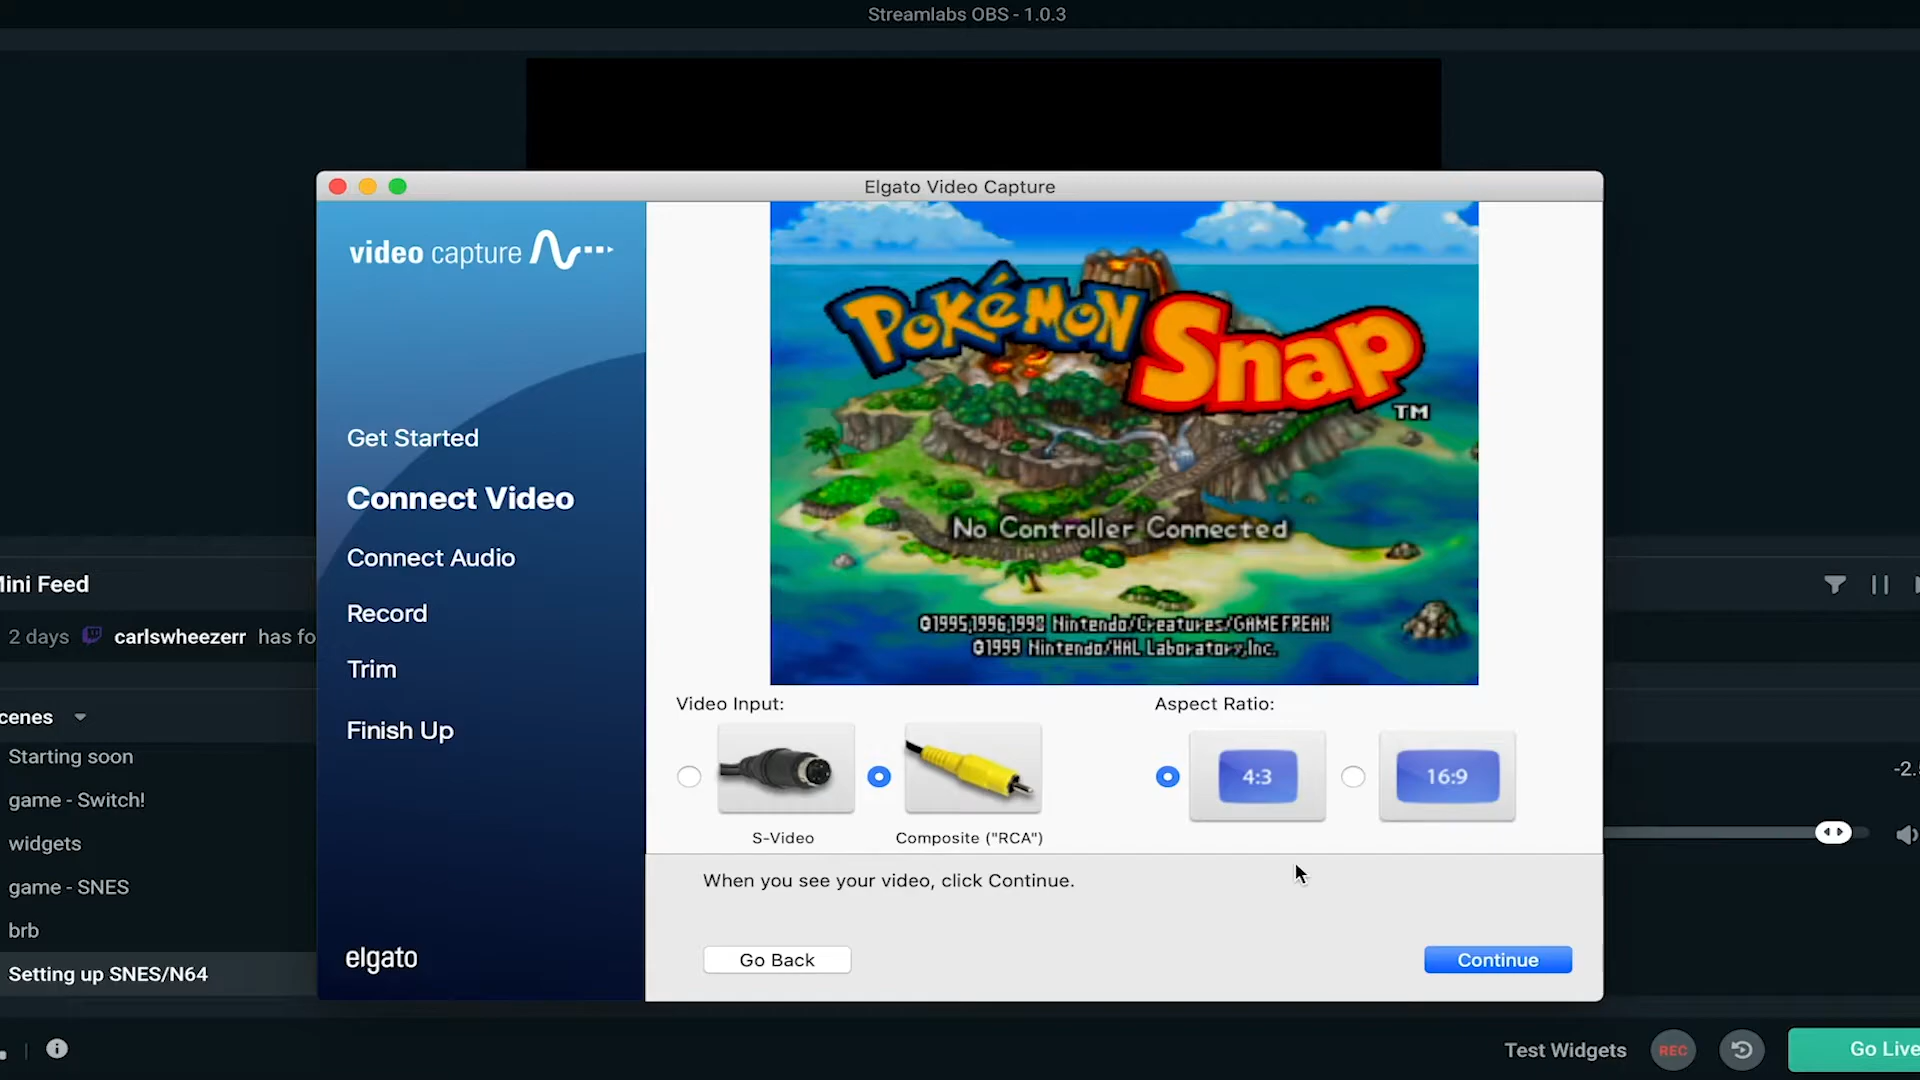 Streamlabs OBS - 1.0.3
Elgato Video Capture
video capture
Get Started
Connect Video
Connect Audio
Record
Trim
Finish Up
elgato
POKéMON Snap
TM
No Controller Connected
©1995,1996,1998 Nintendo/Creatures/GAME FREAK
©1999 Nintendo/HAL Laboratory,Inc.
Video Input:
Aspect Ratio:
4:3
16:9
S-Video
Composite ("RCA")
When you see your video, click Continue.
Go Back
Continue
Mini Feed
2 days carlswheezerr has fo
cenes
Starting soon
game - Switch!
widgets
game - SNES
brb
Setting up SNES/N64
-2.5
Test Widgets
REC
Go Live